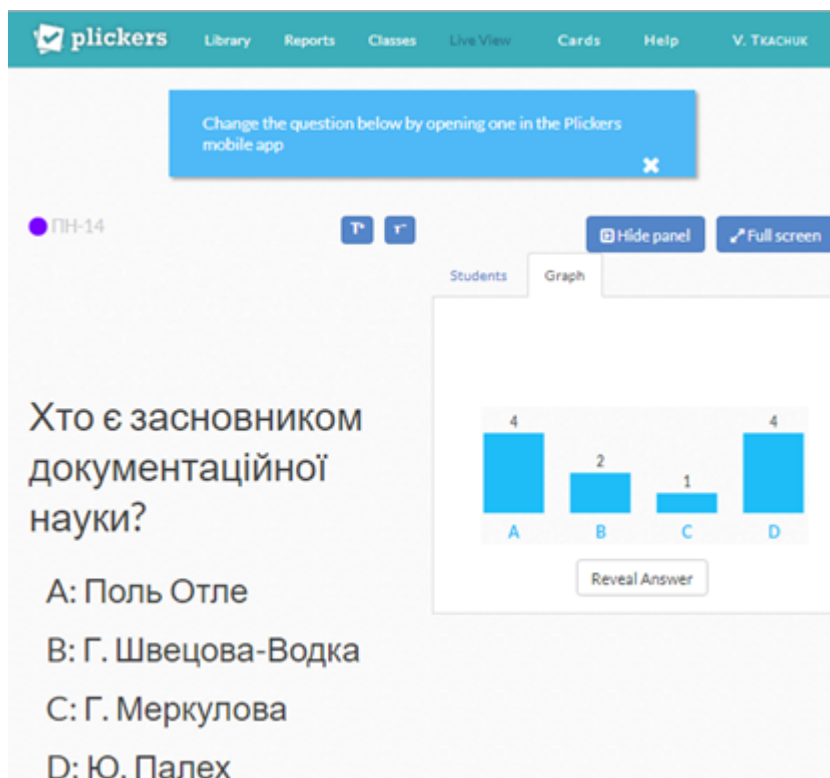 plickers Library Reports Classes Live View Cards Help V. TKACHUK
Change the question below by opening one in the Plickers
mobile app
ПН-14
T+ T-
Hide panel Full screen
Students Graph
Хто є засновником
документаційної
науки?
4 2 1 4
A B C D
Reveal Answer
A: Поль Отле
B: Г. Швецова-Водка
C: Г. Меркулова
D: Ю. Палех